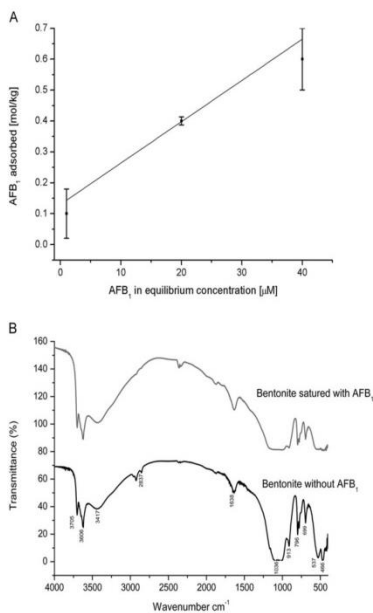 A
0.7
0.6
0.5
0.4
0.3
0.2
0.1
0.0
AFB1 adsorbed [mol/kg]
0 10 20 30 40
AFB1 in equilibrium concentration [µM]
B
160
140
120
100
80
60
40
20
0
Transmittance (%)
Bentonite satured with AFB1
Bentonite without AFB1
3705
3606
3417
2837
1638
1036
913
796
699
537
466
4000 3500 3000 2500 2000 1500 1000 500
Wavenumber cm-1